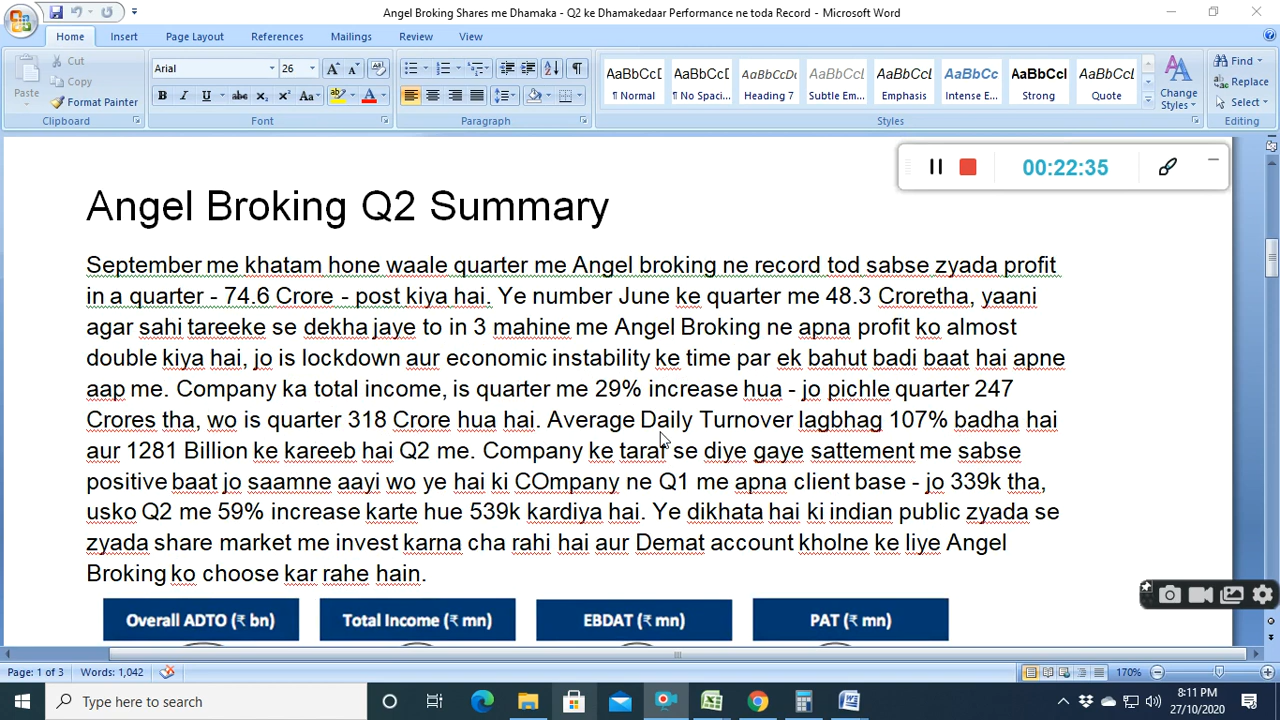 Angel Broking Shares me Dhamaka - Q2 ke Dhamakedaar Performance ne toda Record - Microsoft Word
Home Insert Page Layout References Mailings Review View
Paste
Cut
Copy
Format Painter
Clipboard
Arial 26
B I U abc X₂ X² Aa A
Font
Paragraph
AaBbCcD AaBbCcD AaBbCcDc AaBbCcDc AaBbCcDc AaBbCc AaBbCcD AaBbCcDc
¶ Normal ¶ No Spaci... Heading 7 Subtle Em... Emphasis Intense E... Strong Quote
Change
Styles
Styles
Find
Replace
Select
Editing
00:22:35
Angel Broking Q2 Summary
September me khatam hone waale quarter me Angel broking ne record tod sabse zyada profit
in a quarter - 74.6 Crore - post kiya hai. Ye number June ke quarter me 48.3 Croretha, yaani
agar sahi tareeke se dekha jaye to in 3 mahine me Angel Broking ne apna profit ko almost
double kiya hai, jo is lockdown aur economic instability ke time par ek bahut badi baat hai apne
aap me. Company ka total income, is quarter me 29% increase hua - jo pichle quarter 247
Crores tha, wo is quarter 318 Crore hua hai. Average Daily Turnover lagbhag 107% badha hai
aur 1281 Billion ke kareeb hai Q2 me. Company ke taraf se diye gaye sattement me sabse
positive baat jo saamne aayi wo ye hai ki COmpany ne Q1 me apna client base - jo 339k tha,
usko Q2 me 59% increase karte hue 539k kardiya hai. Ye dikhata hai ki indian public zyada se
zyada share market me invest karna cha rahi hai aur Demat account kholne ke liye Angel
Broking ko choose kar rahe hain.
Overall ADTO (₹ bn) Total Income (₹ mn) EBDAT (₹ mn) PAT (₹ mn)
Page: 1 of 3 Words: 1,042 170%
Type here to search
8:11 PM
27/10/2020